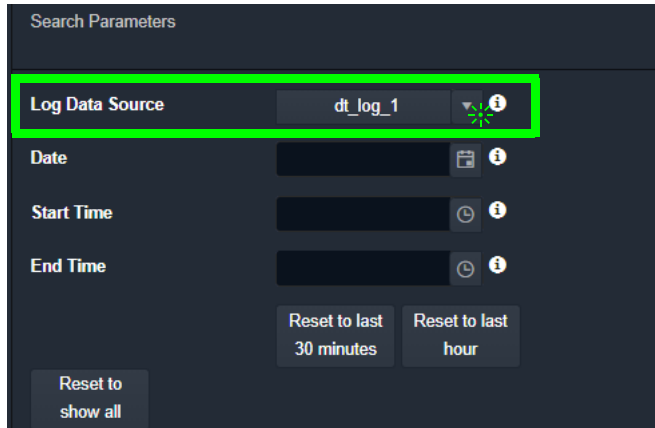 Search Parameters
Log Data Source dt_log_1
Date
Start Time
End Time
Reset to last
30 minutes
Reset to last
hour
Reset to
show all